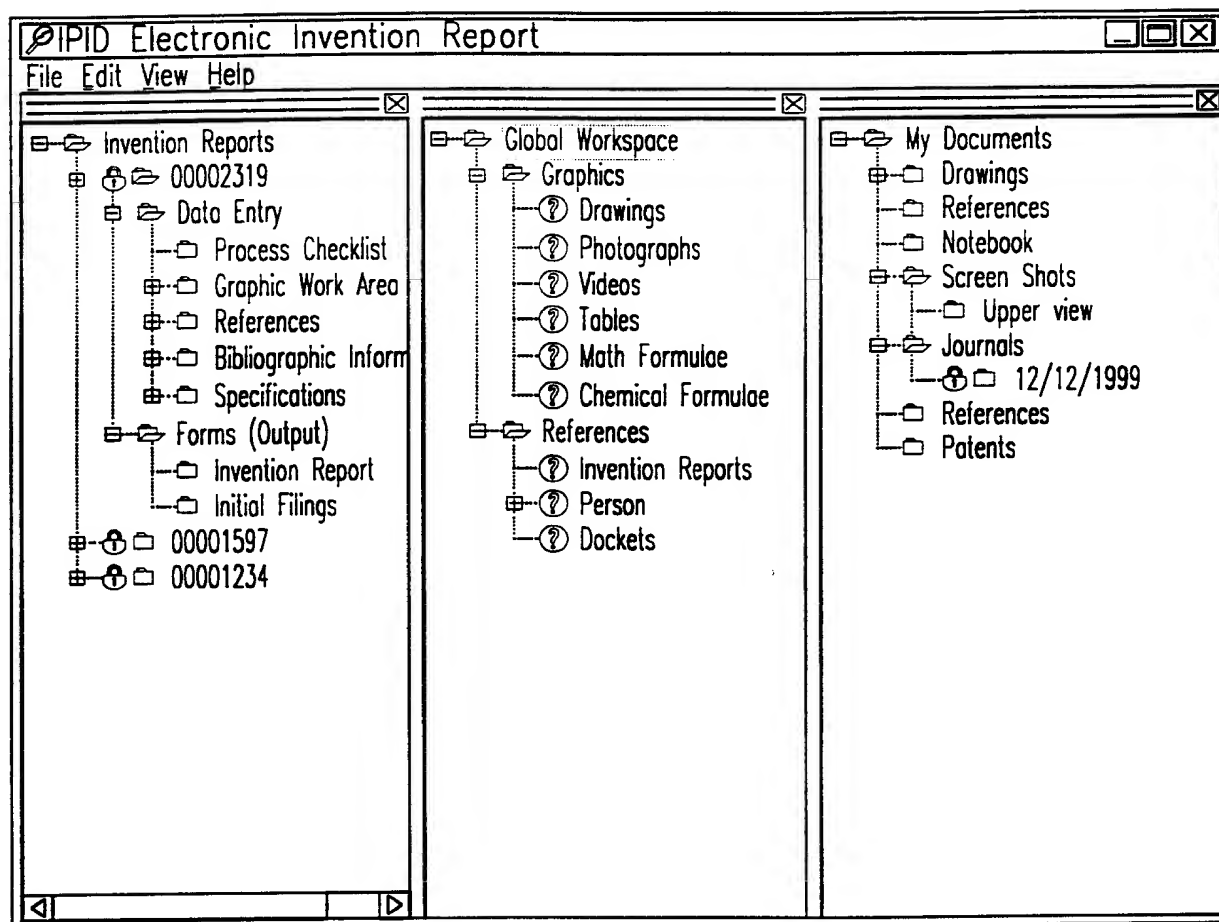 IPID Electronic Invention Report
File Edit View Help
Invention Reports
00002319
Data Entry
Process Checklist
Graphic Work Area
References
Bibliographic Inform
Specifications
Forms (Output)
Invention Report
Initial Filings
00001597
00001234
Global Workspace
Graphics
Drawings
Photographs
Videos
Tables
Math Formulae
Chemical Formulae
References
Invention Reports
Person
Dockets
My Documents
Drawings
References
Notebook
Screen Shots
Upper view
Journals
12/12/1999
References
Patents